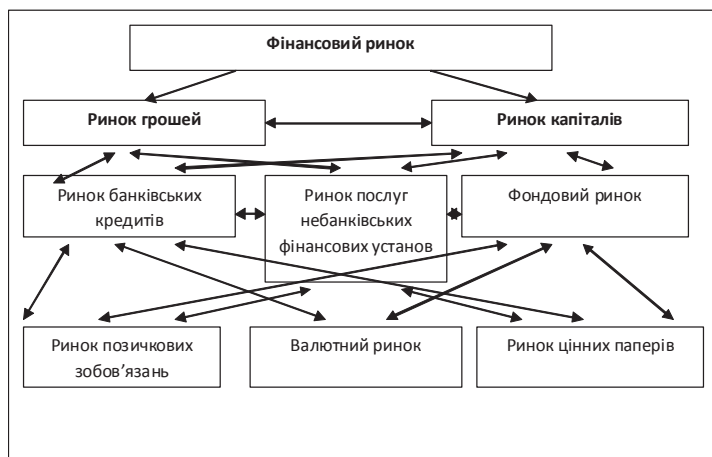 Фінансовий ринок
Ринок грошей
Ринок капіталів
Ринок банківських
кредитів
Ринок послуг
небанківських
фінансових установ
Фондовий ринок
Ринок позичкових
зобов’язань
Валютний ринок
Ринок цінних паперів